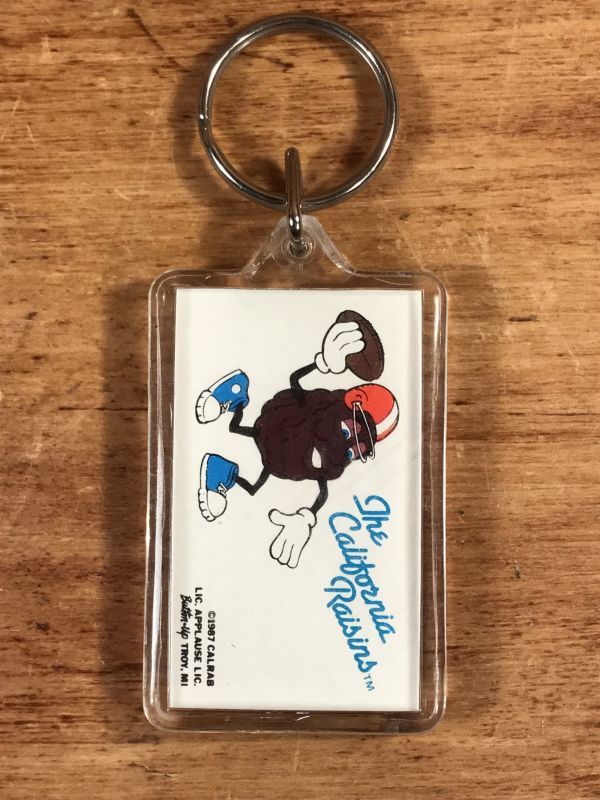 The
California
Raisins™
©1987 CALRAB
LIC. APPLAUSE LIC.
Button-Up TROY, MI